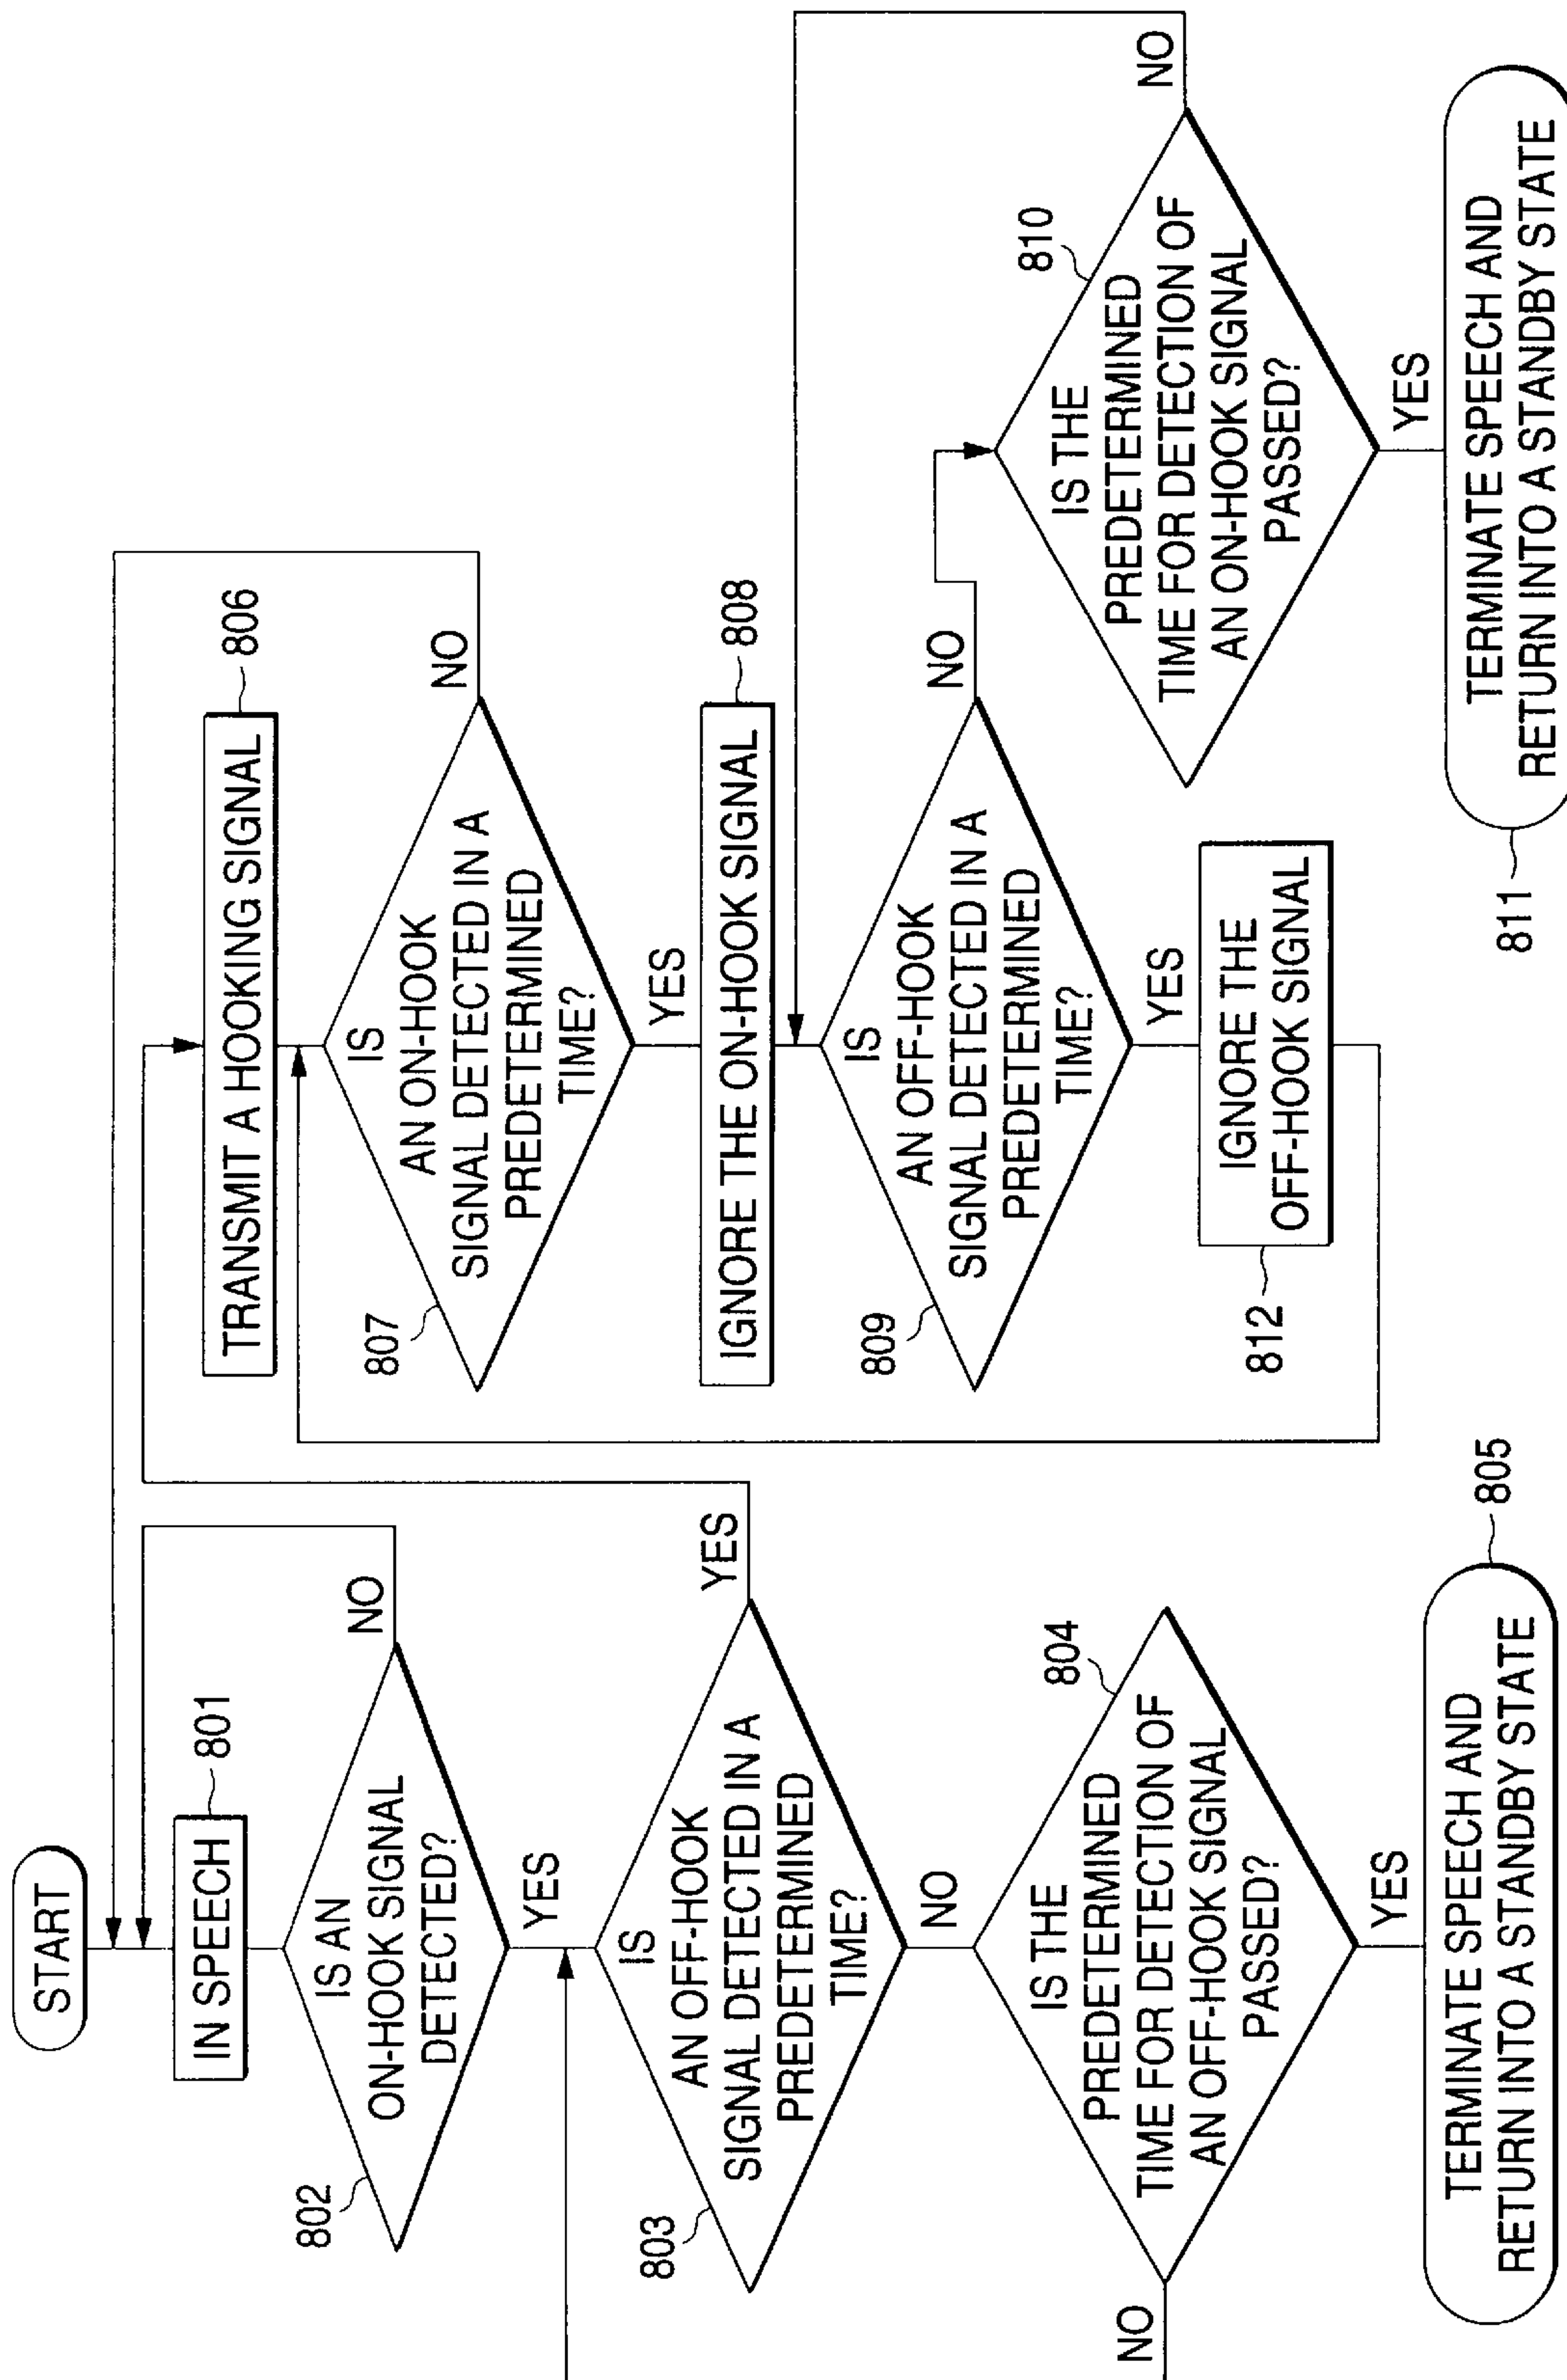 START
IN SPEECH
801
IS AN
ON-HOOK SIGNAL
DETECTED?
802
NO
YES
IS
AN OFF-HOOK
SIGNAL DETECTED IN A
PREDETERMINED
TIME?
803
YES
NO
IS THE
PREDETERMINED
TIME FOR DETECTION OF
AN OFF-HOOK SIGNAL
PASSED?
804
NO
YES
TERMINATE SPEECH AND
RETURN INTO A STANDBY STATE
805
TRANSMIT A HOOKING SIGNAL
806
IS
AN ON-HOOK
SIGNAL DETECTED IN A
PREDETERMINED
TIME?
807
NO
YES
IGNORE THE ON-HOOK SIGNAL
808
IS
AN OFF-HOOK
SIGNAL DETECTED IN A
PREDETERMINED
TIME?
809
NO
YES
IGNORE THE
OFF-HOOK SIGNAL
812
IS THE
PREDETERMINED
TIME FOR DETECTION OF
AN ON-HOOK SIGNAL
PASSED?
810
NO
YES
TERMINATE SPEECH AND
RETURN INTO A STANDBY STATE
811